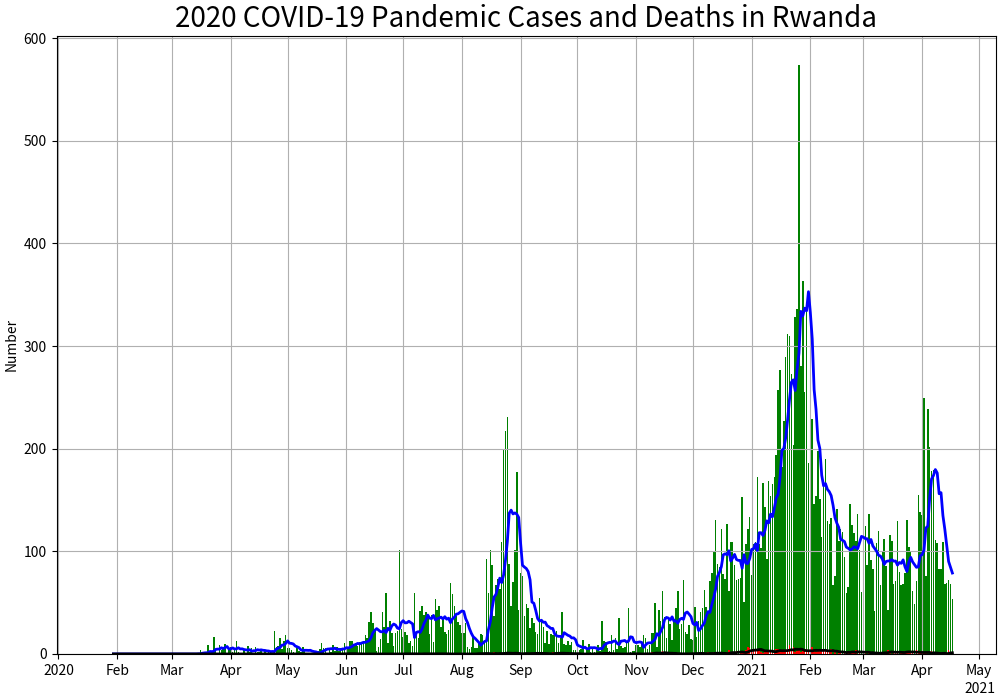 2020 COVID-19 Pandemic Cases and Deaths in Rwanda
600
500
400
300
200
100
0
Number
2020 Feb Mar Apr May Jun Jul Aug Sep Oct Nov Dec 2021 Feb Mar Apr May
2021